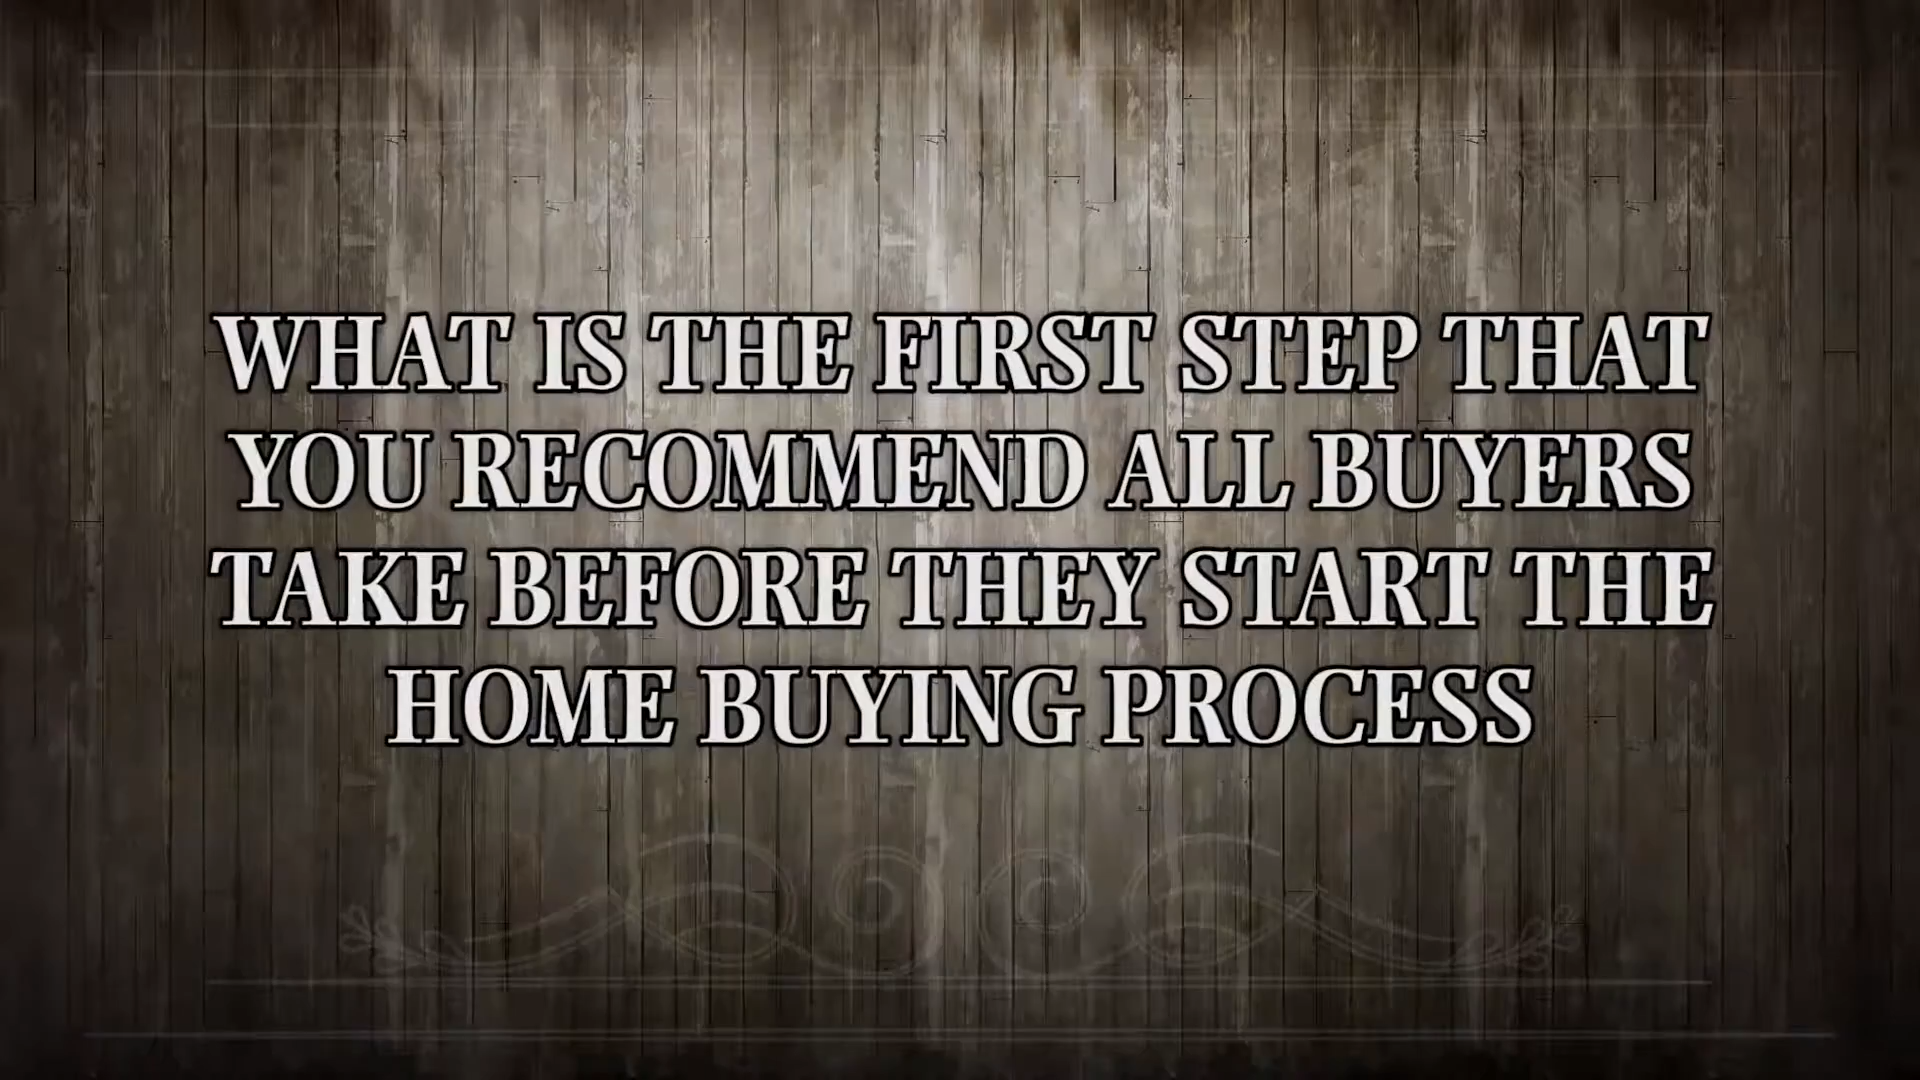 WHAT IS THE FIRST STEP THAT
YOU RECOMMEND ALL BUYERS
TAKE BEFORE THEY START THE
HOME BUYING PROCESS